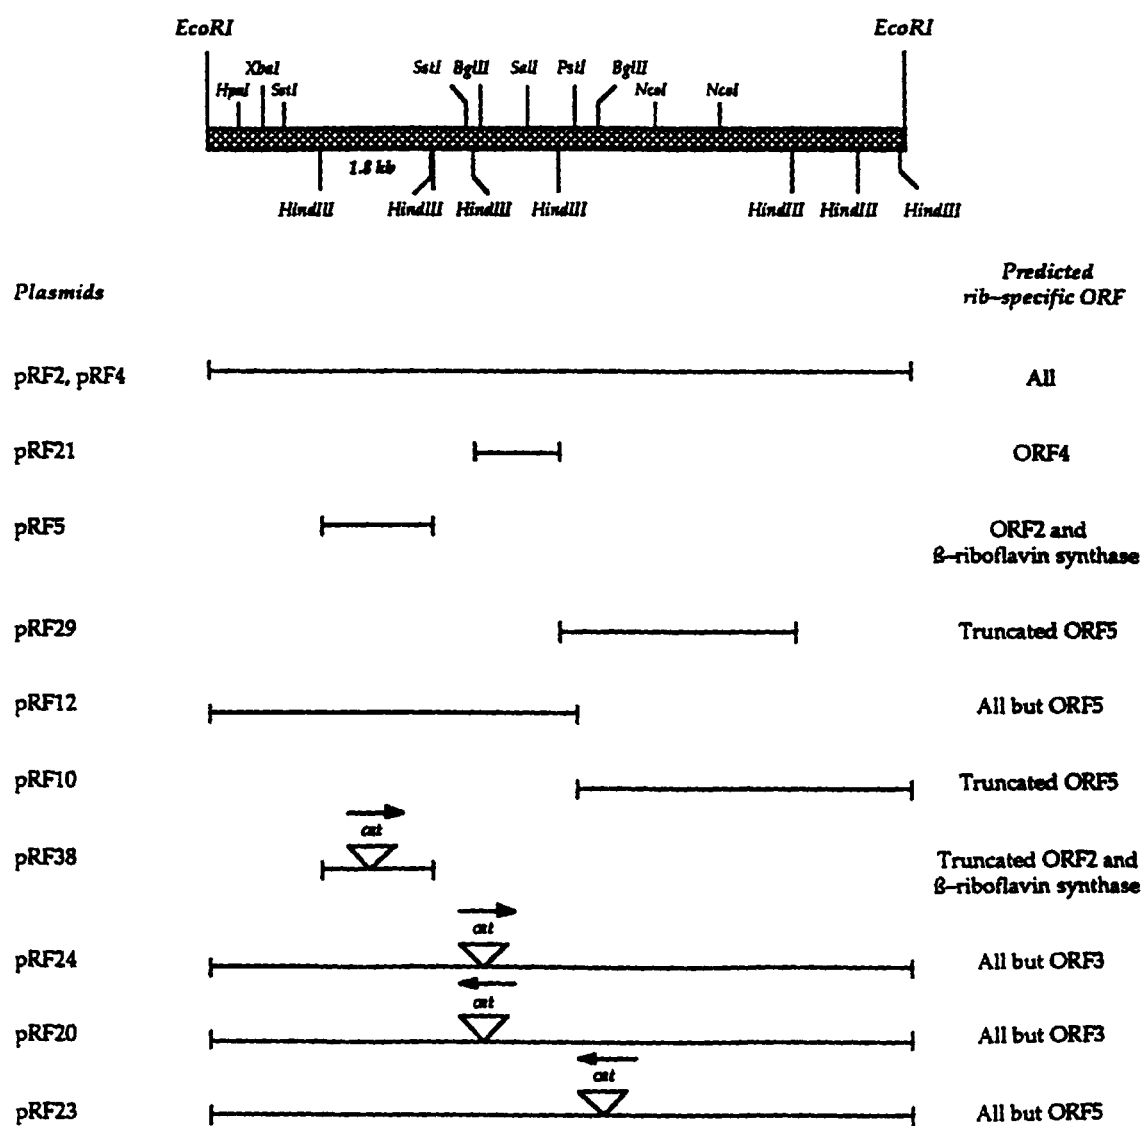 EcoRI EcoRI
XbaI SstI BglII SalI PstI BglII
HpaI SstI NcoI NcoI
1.8 kb
HindIII HindIII HindIII HindIII HindIII HindIII HindIII
Plasmids
Predicted
rib–specific ORF
pRF2, pRF4 All
pRF21 ORF4
pRF5 ORF2 and
ß–riboflavin synthase
pRF29 Truncated ORF5
pRF12 All but ORF5
pRF10 Truncated ORF5
cat
pRF38 Truncated ORF2 and
ß–riboflavin synthase
cat
pRF24 All but ORF3
cat
pRF20 All but ORF3
cat
pRF23 All but ORF5